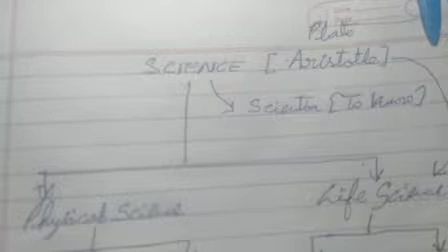 Plato
SCIENCE [Aristotle]
Scientia [To know]
Physical Science
Life Science